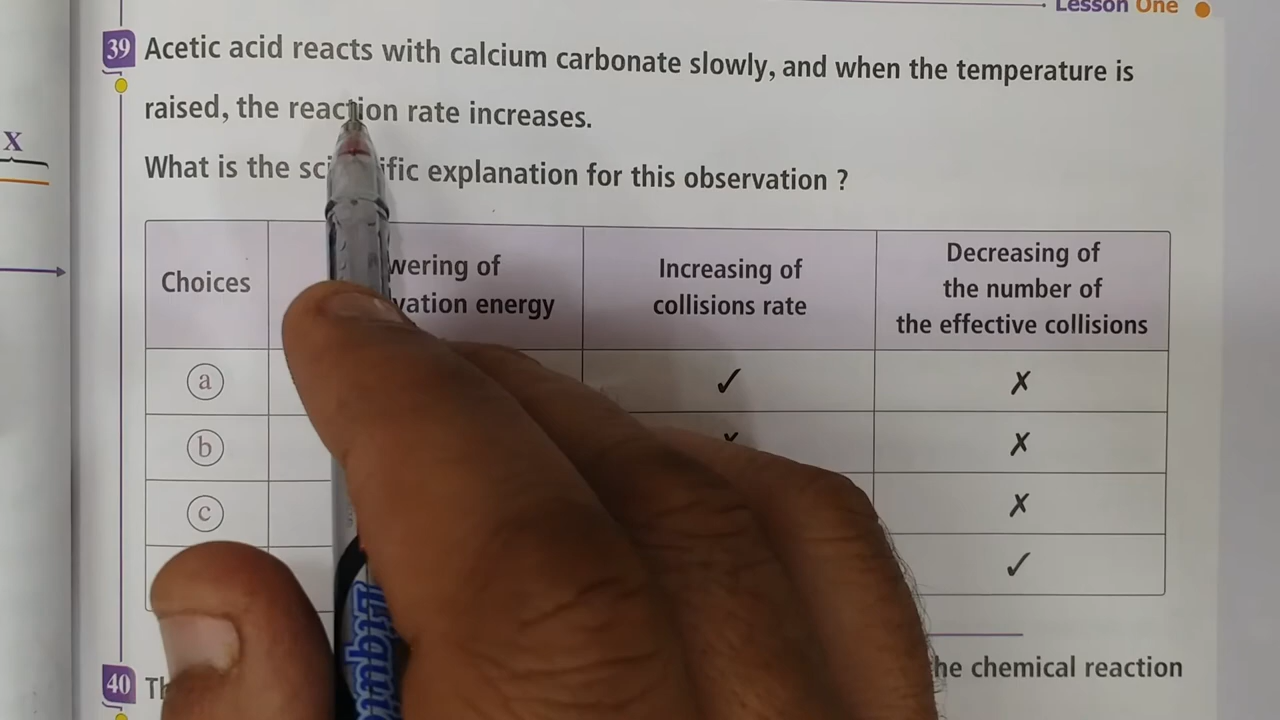 Lesson One
39 Acetic acid reacts with calcium carbonate slowly, and when the temperature is
raised, the reaction rate increases.
What is the explanation for this observation ?
X
Choices
wering of
vation energy
Increasing of
collisions rate
Decreasing of
the number of
the effective collisions
a ✓ ✗
b ✗ ✗
c ✗
✓
40 Th he chemical reaction